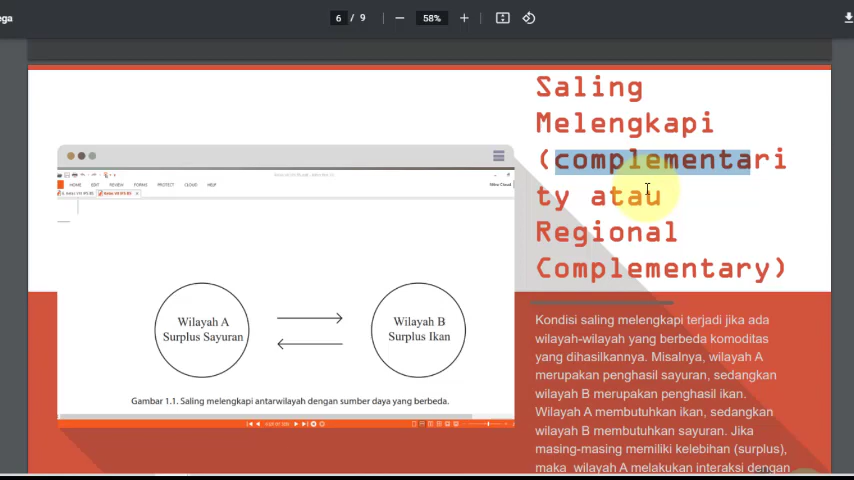 ega
6 / 9
58%
Saling
Melengkapi
(complementari
ty atau
Regional
Complementary)
HOME EDIT REVIEW FORMS PROTECT CLOUD HELP
Wilayah A
Surplus Sayuran
Wilayah B
Surplus Ikan
Gambar 1.1. Saling melengkapi antarwilayah dengan sumber daya yang berbeda.
Kondisi saling melengkapi terjadi jika ada
wilayah-wilayah yang berbeda komoditas
yang dihasilkannya. Misalnya, wilayah A
merupakan penghasil sayuran, sedangkan
wilayah B merupakan penghasil ikan.
Wilayah A membutuhkan ikan, sedangkan
wilayah B membutuhkan sayuran. Jika
masing-masing memiliki kelebihan (surplus),
maka wilayah A melakukan interaksi dengan